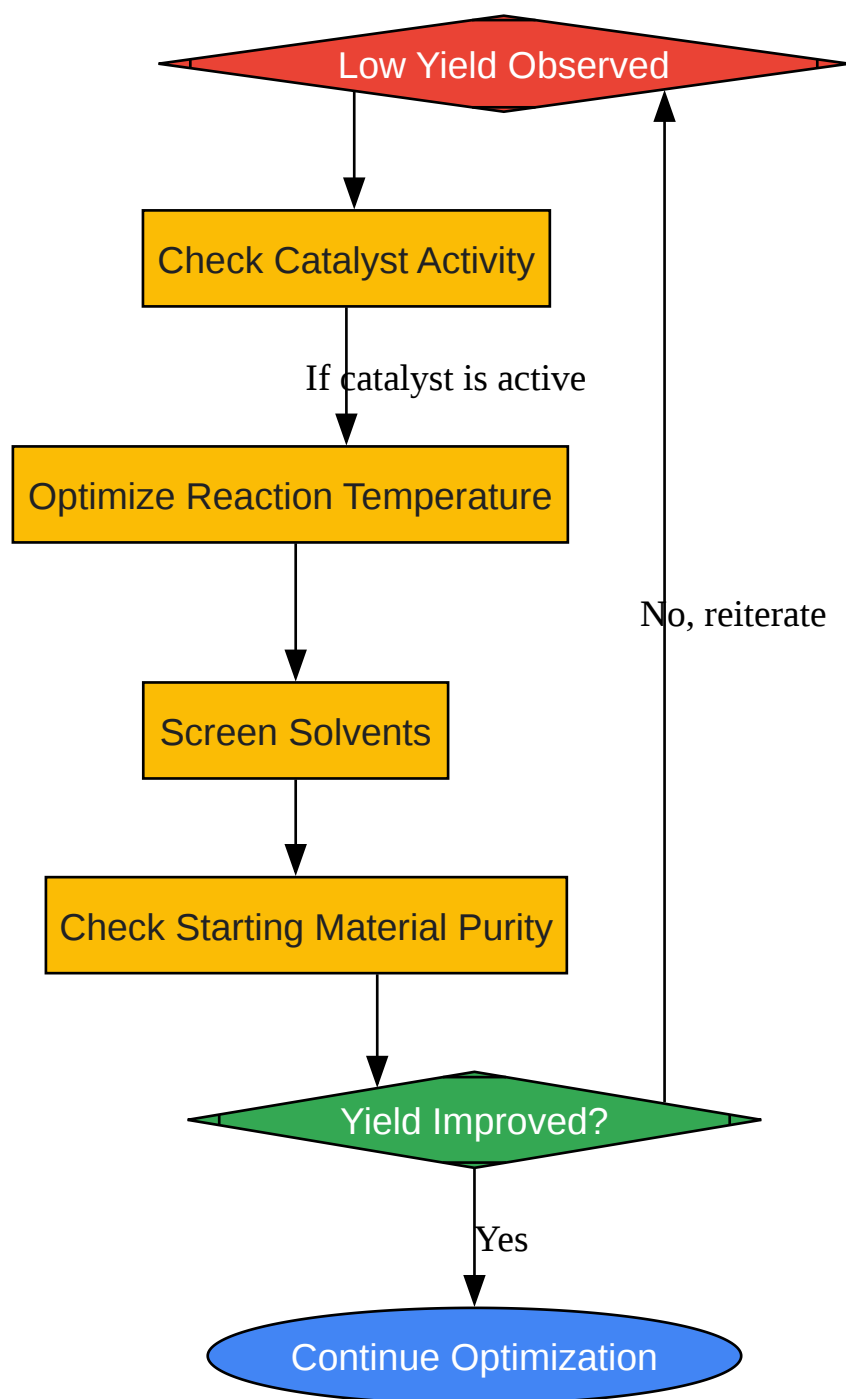 Low Yield Observed
Check Catalyst Activity
If catalyst is active
Optimize Reaction Temperature
No, reiterate
Screen Solvents
Check Starting Material Purity
Yield Improved?
Yes
Continue Optimization